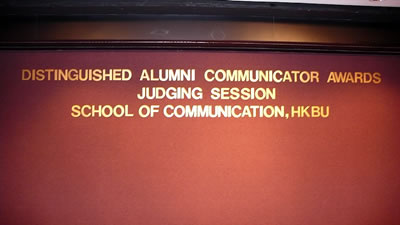 DISTINGUISHED ALUMNI COMMUNICATOR AWARDS
JUDGING SESSION
SCHOOL OF COMMUNICATION, HKBU